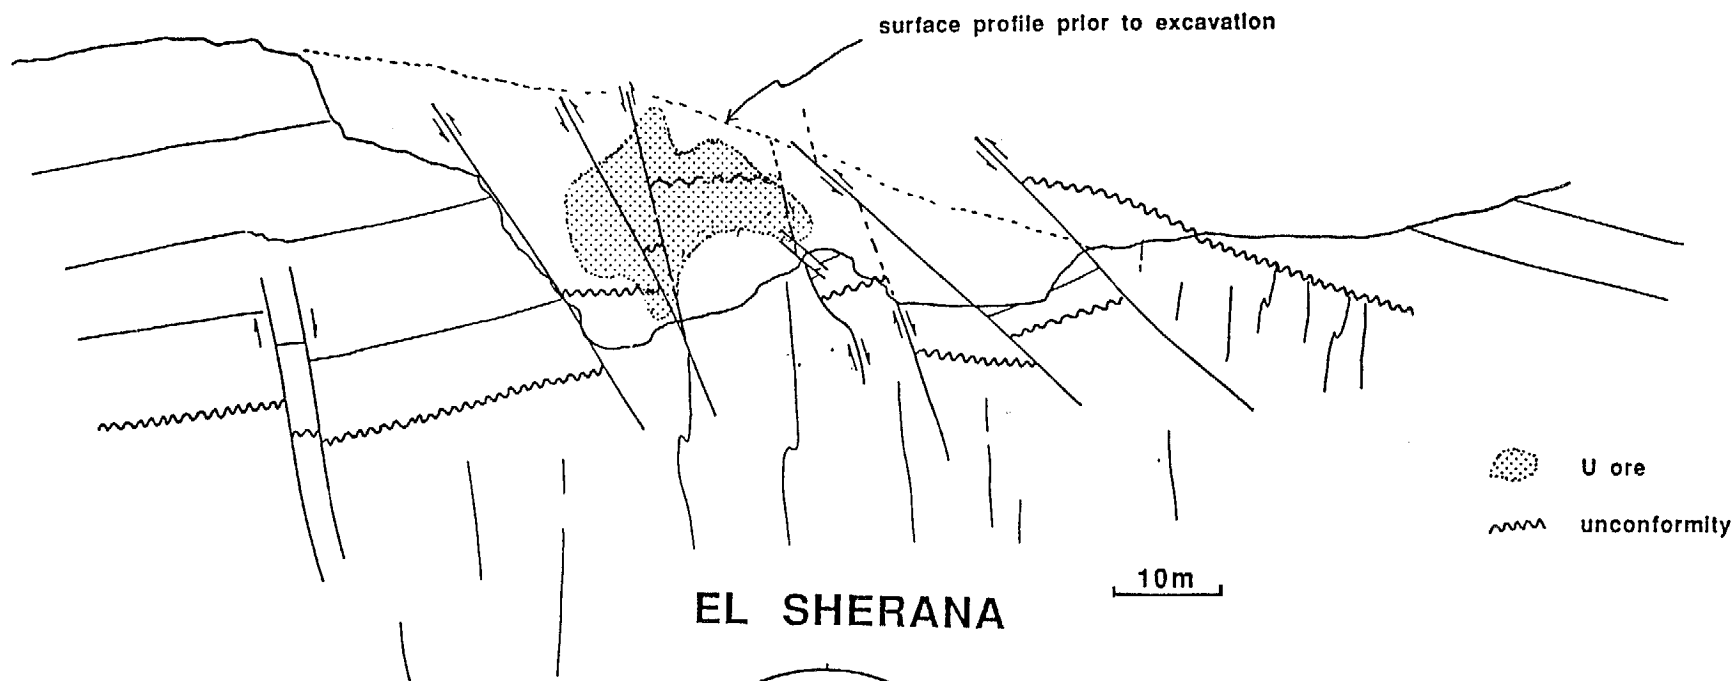 surface profile prior to excavation
U ore
unconformity
10m
EL SHERANA